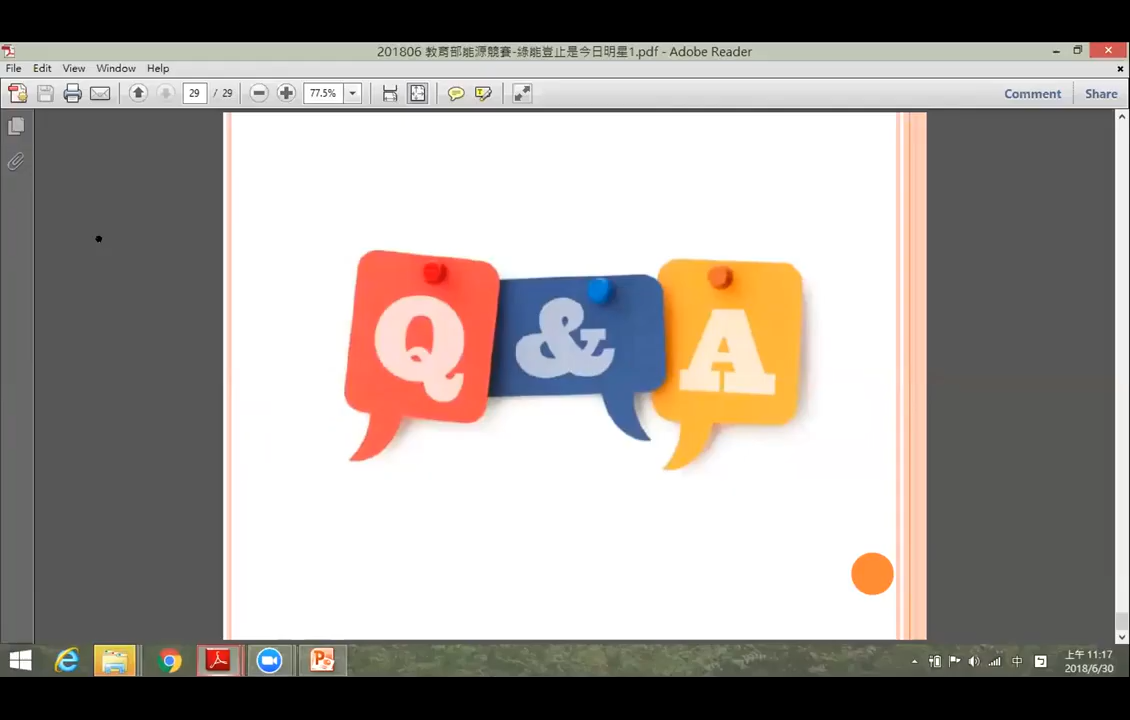 201806 教育部能源競賽-綠能豈止是今日明星1.pdf - Adobe Reader
File Edit View Window Help
29 / 29 77.5% Comment Share
Q & A
中
上午 11:17
2018/6/30